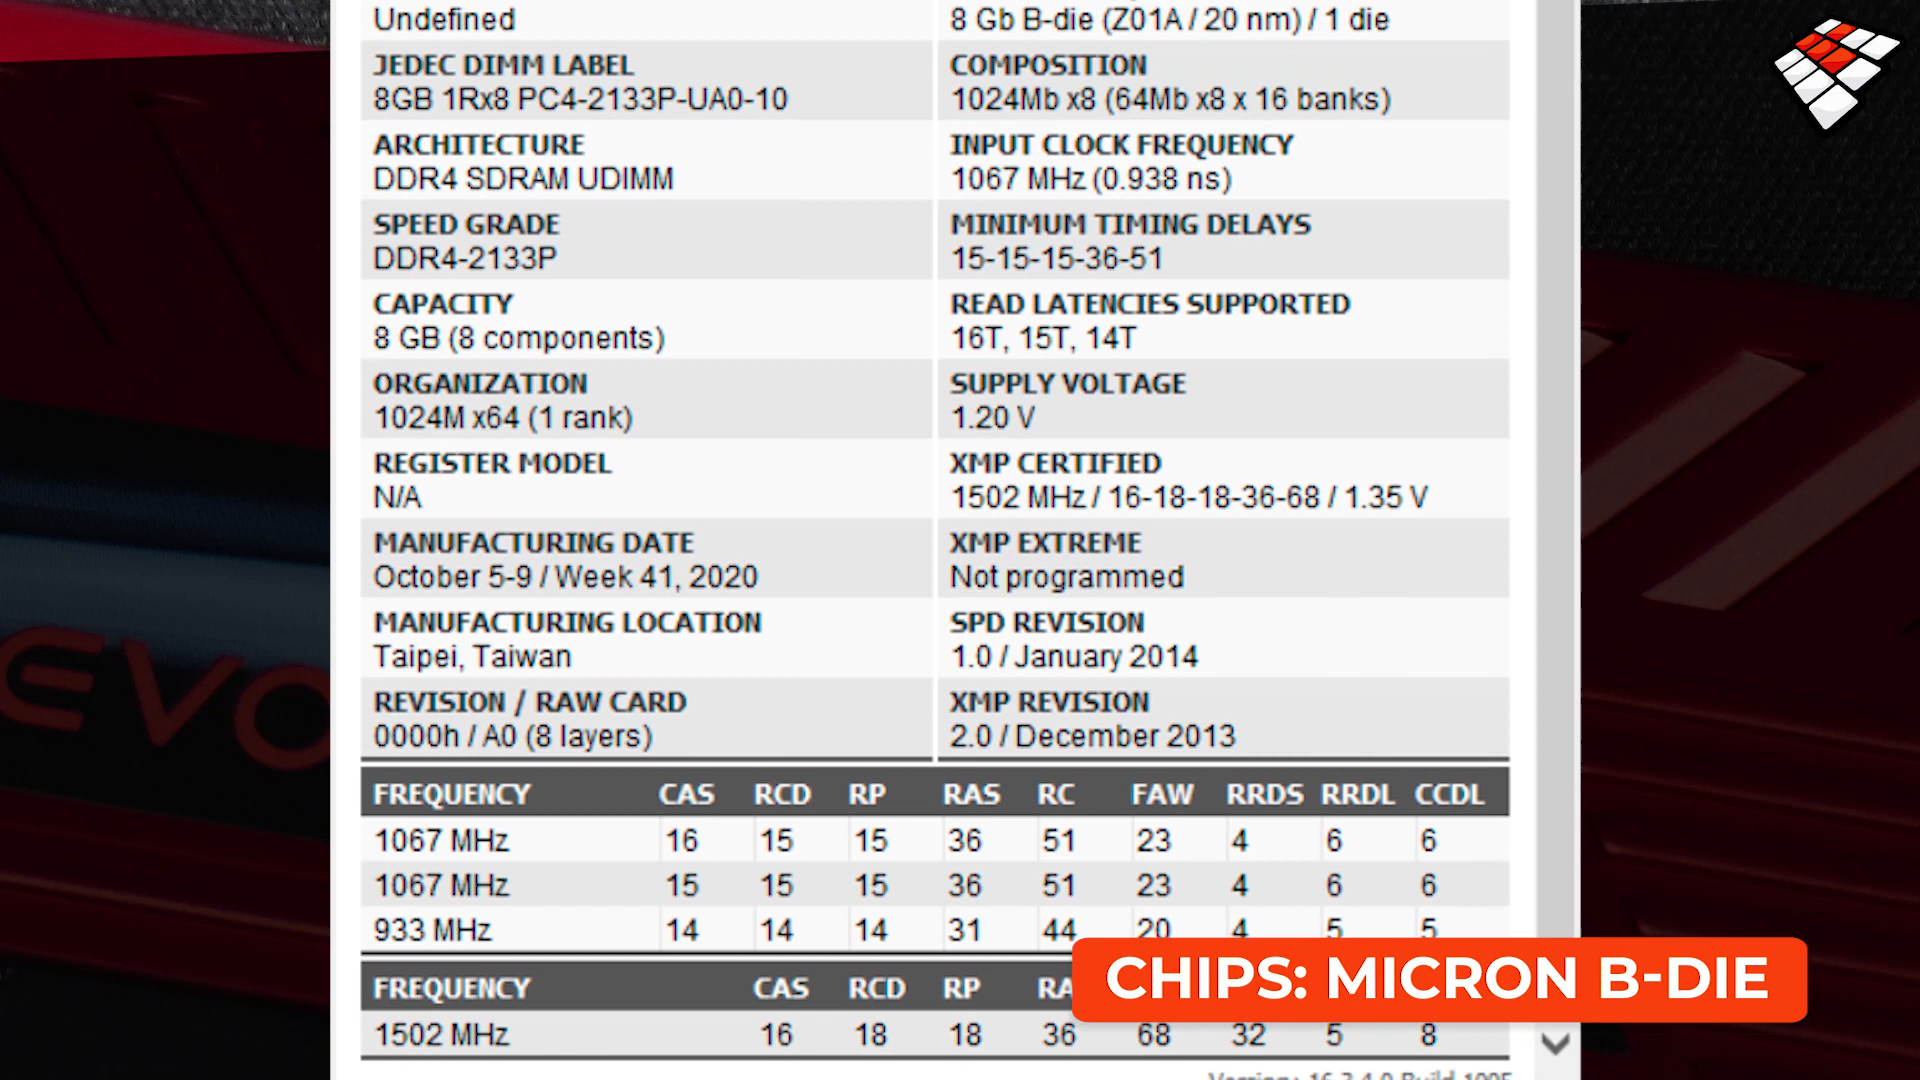 Undefined
8 Gb B-die (Z01A / 20 nm) / 1 die
JEDEC DIMM LABEL
8GB 1Rx8 PC4-2133P-UA0-10
COMPOSITION
1024Mb x8 (64Mb x8 x 16 banks)
ARCHITECTURE
DDR4 SDRAM UDIMM
INPUT CLOCK FREQUENCY
1067 MHz (0.938 ns)
SPEED GRADE
DDR4-2133P
MINIMUM TIMING DELAYS
15-15-15-36-51
CAPACITY
8 GB (8 components)
READ LATENCIES SUPPORTED
16T, 15T, 14T
ORGANIZATION
1024M x64 (1 rank)
SUPPLY VOLTAGE
1.20 V
REGISTER MODEL
N/A
XMP CERTIFIED
1502 MHz / 16-18-18-36-68 / 1.35 V
MANUFACTURING DATE
October 5-9 / Week 41, 2020
XMP EXTREME
Not programmed
MANUFACTURING LOCATION
Taipei, Taiwan
SPD REVISION
1.0 / January 2014
REVISION / RAW CARD
0000h / A0 (8 layers)
XMP REVISION
2.0 / December 2013
FREQUENCY CAS RCD RP RAS RC FAW RRDS RRDL CCDL
1067 MHz 16 15 15 36 51 23 4 6 6
1067 MHz 15 15 15 36 51 23 4 6 6
933 MHz 14 14 14 31 44 20 4 5 5
FREQUENCY CAS RCD RP RA
1502 MHz 16 18 18 36 68 32 5 8
CHIPS: MICRON B-DIE
EVO